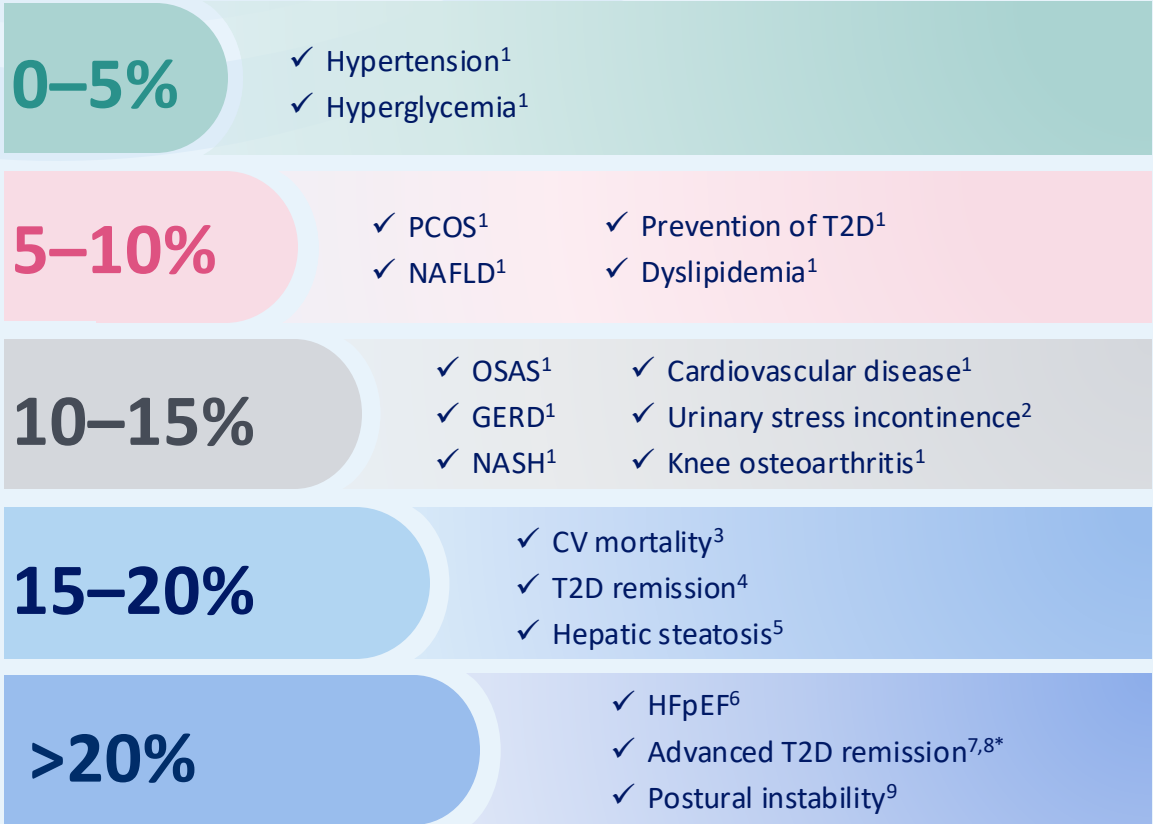 0–5%
✓ Hypertension¹
✓ Hyperglycemia¹
5–10%
✓ PCOS¹
✓ NAFLD¹
✓ Prevention of T2D¹
✓ Dyslipidemia¹
10–15%
✓ OSAS¹
✓ GERD¹
✓ NASH¹
✓ Cardiovascular disease¹
✓ Urinary stress incontinence²
✓ Knee osteoarthritis¹
15–20%
✓ CV mortality³
✓ T2D remission⁴
✓ Hepatic steatosis⁵
>20%
✓ HFpEF⁶
✓ Advanced T2D remission⁷,⁸*
✓ Postural instability⁹